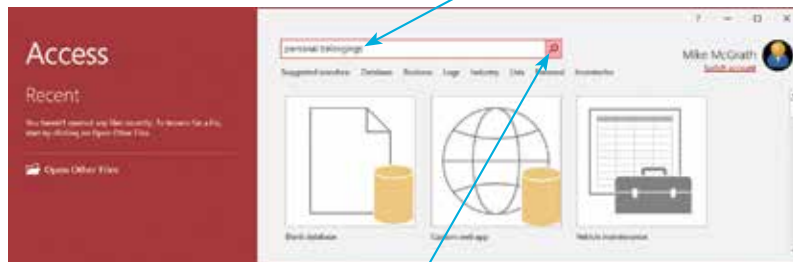 ? – □ X
personal belongings
Access
Mike McGrath
Switch account
Suggested searches: Database Business Logs Industry Lists Personal Inventories
Recent
You haven't opened any files recently. To browse for a file,
start by clicking on Open Other Files.
Open Other Files
Blank database
Custom web app
Vehicle maintenance